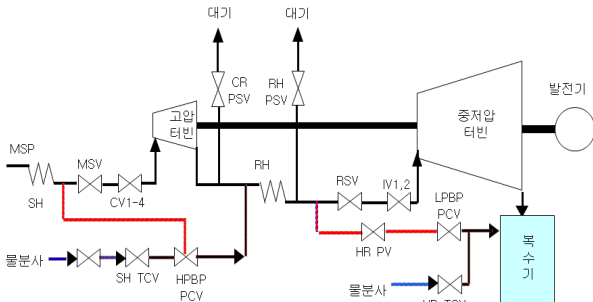 대기
대기
CR
PSV
RH
PSV
발전기
고압
터빈
중저압
터빈
MSP
MSV
RH
RSV
IV1,2
SH
CV1-4
LPBP
PCV
복
수
기
HR PV
물분사
SH TCV
HPBP
PCV
물분사